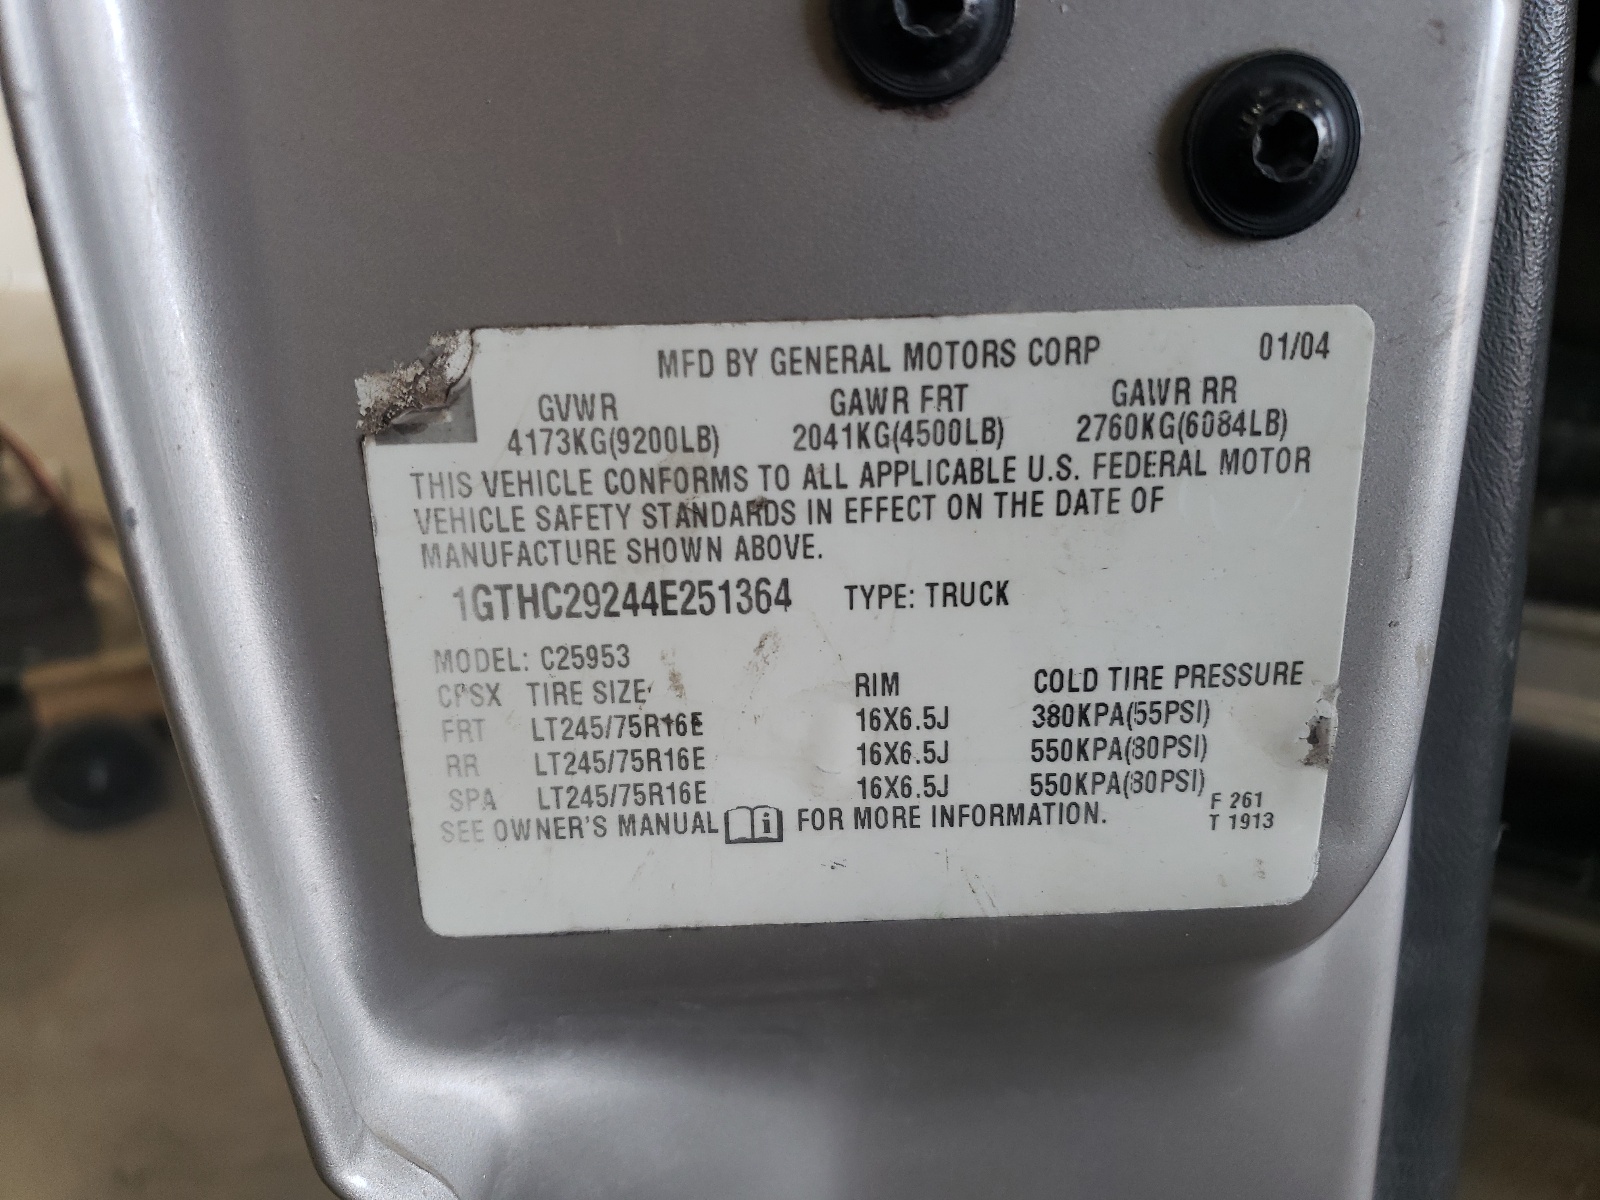 MFD BY GENERAL MOTORS CORP 01/04
GVWR GAWR FRT GAWR RR
4173KG(9200LB) 2041KG(4500LB) 2760KG(6084LB)
THIS VEHICLE CONFORMS TO ALL APPLICABLE U.S. FEDERAL MOTOR
VEHICLE SAFETY STANDARDS IN EFFECT ON THE DATE OF
MANUFACTURE SHOWN ABOVE.
1GTHC29244E251364 TYPE: TRUCK
MODEL: C25953
CPSX TIRE SIZE RIM COLD TIRE PRESSURE
FRT LT245/75R16E 16X6.5J 380KPA(55PSI)
RR LT245/75R16E 16X6.5J 550KPA(80PSI)
SPA LT245/75R16E 16X6.5J 550KPA(80PSI)
SEE OWNER'S MANUAL i FOR MORE INFORMATION.
F 261
T 1913